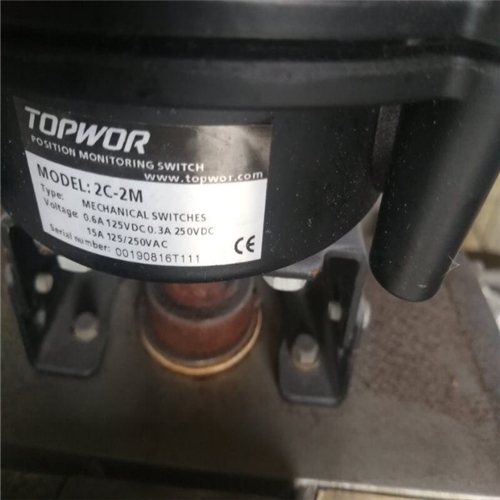 TOPWOR
POSITION MONITORING SWITCH
www.topwor.com
MODEL: 2C-2M
Type: MECHANICAL SWITCHES
Voltage: 0.6A 125VDC 0.3A 250VDC
15A 125/250VAC
Serial number: 00190816T111
CE